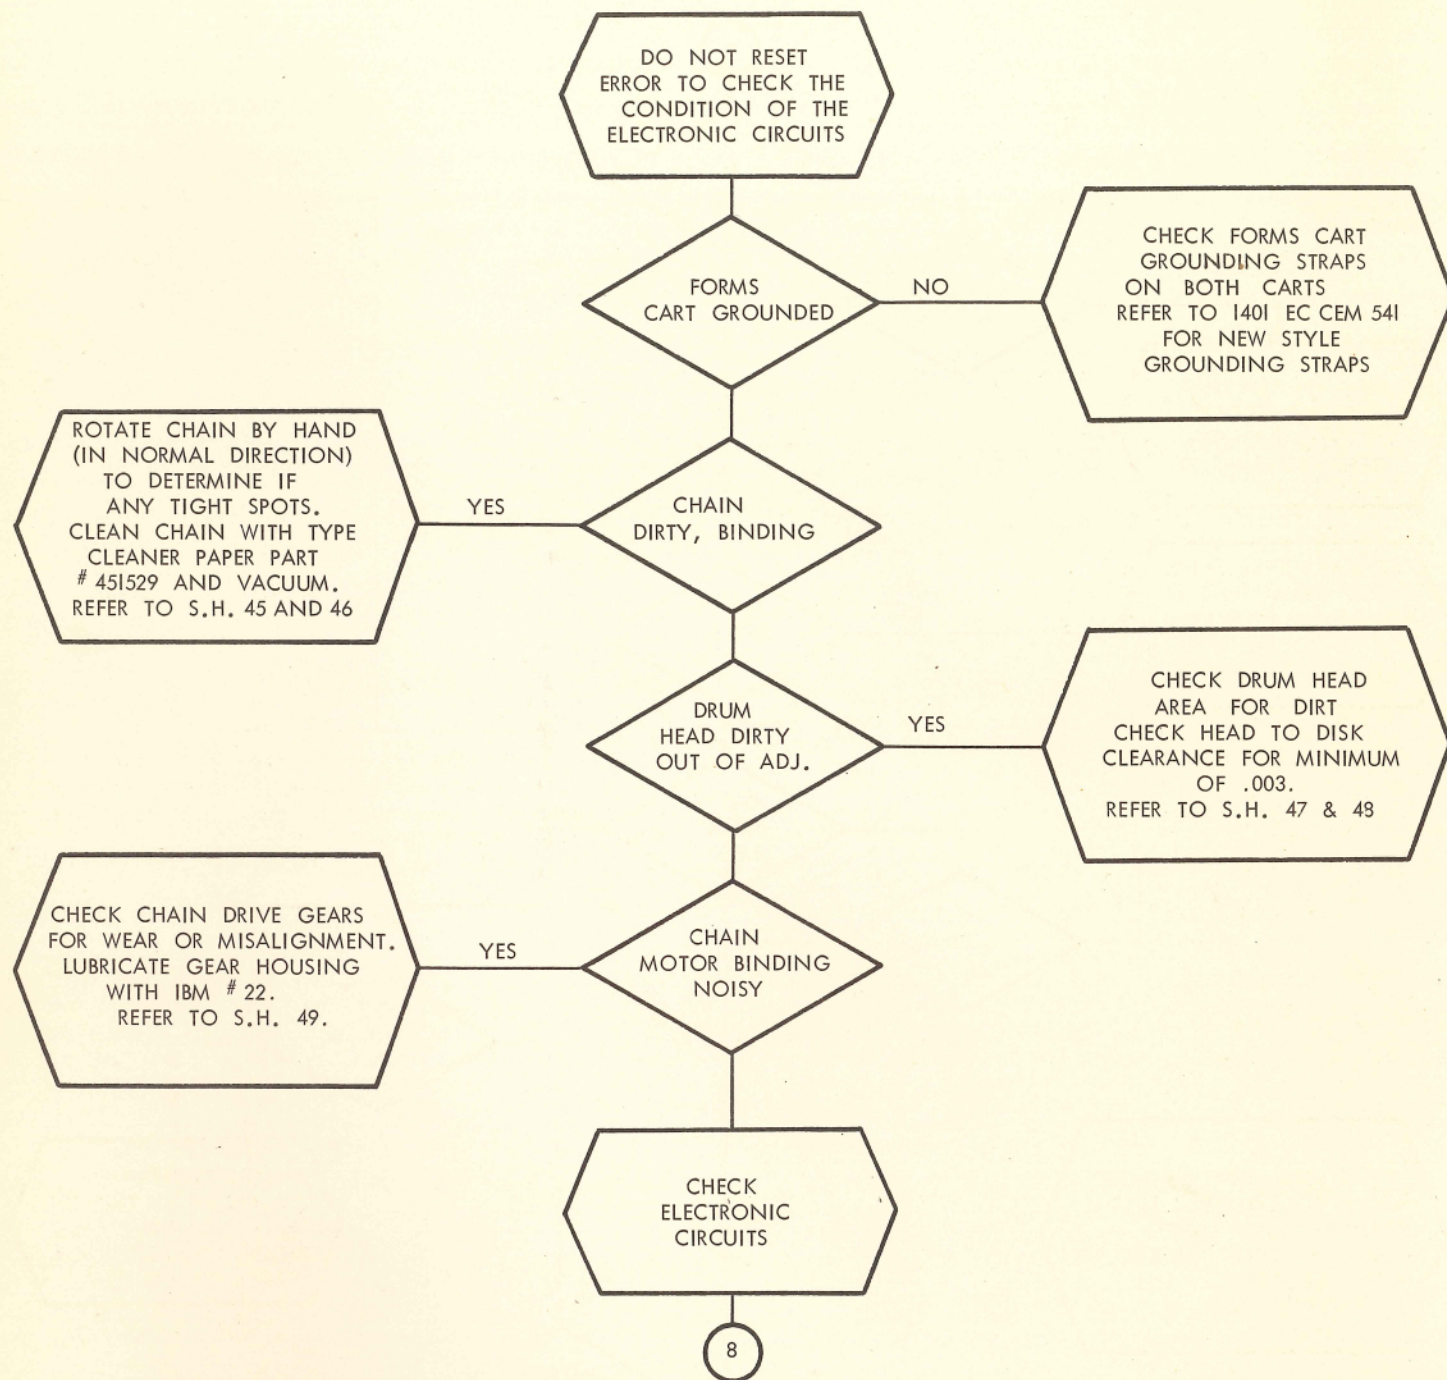 DO NOT RESET
ERROR TO CHECK THE
CONDITION OF THE
ELECTRONIC CIRCUITS
FORMS
CART GROUNDED
NO
CHECK FORMS CART
GROUNDING STRAPS
ON BOTH CARTS
REFER TO 1401 EC CEM 541
FOR NEW STYLE
GROUNDING STRAPS
ROTATE CHAIN BY HAND
(IN NORMAL DIRECTION)
TO DETERMINE IF
ANY TIGHT SPOTS.
CLEAN CHAIN WITH TYPE
CLEANER PAPER PART
# 451529 AND VACUUM.
REFER TO S.H. 45 AND 46
YES
CHAIN
DIRTY, BINDING
DRUM
HEAD DIRTY
OUT OF ADJ.
YES
CHECK DRUM HEAD
AREA FOR DIRT
CHECK HEAD TO DISK
CLEARANCE FOR MINIMUM
OF .003.
REFER TO S.H. 47 & 48
CHECK CHAIN DRIVE GEARS
FOR WEAR OR MISALIGNMENT.
LUBRICATE GEAR HOUSING
WITH IBM # 22.
REFER TO S.H. 49.
YES
CHAIN
MOTOR BINDING
NOISY
CHECK
ELECTRONIC
CIRCUITS
8